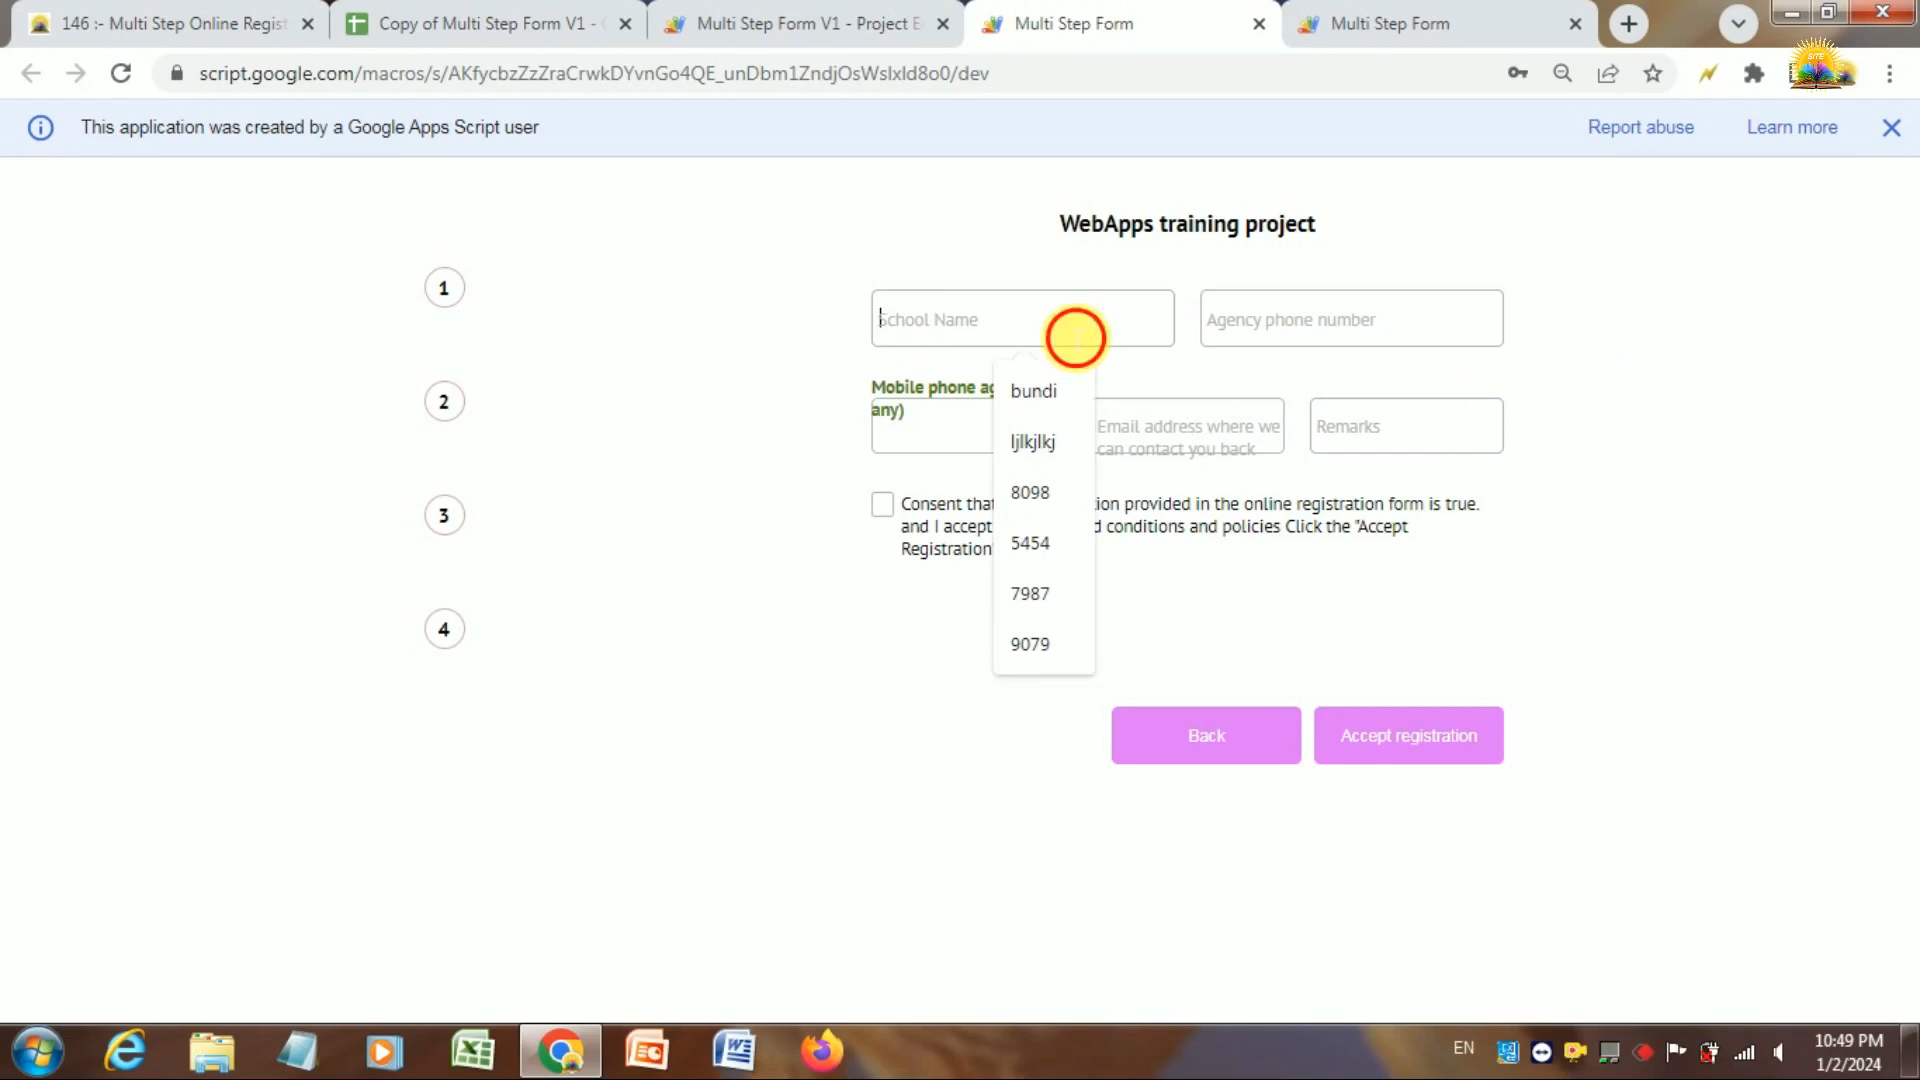 146 :- Multi Step Online Regist
Copy of Multi Step Form V1 -
Multi Step Form V1 - Project E
Multi Step Form
Multi Step Form
script.google.com/macros/s/AKfycbzZzZraCrwkDYvnGo4QE_unDbm1ZndjOsWsIxId8o0/dev
SITE
This application was created by a Google Apps Script user
Report abuse
Learn more
WebApps training project
1
School Name
Agency phone number
2
Mobile phone ag
any)
Email address where we
can contact you back
Remarks
bundi
ljlkjlkj
8098
5454
7987
9079
3
Consent that
ion provided in the online registration form is true.
and I accept
d conditions and policies Click the "Accept
Registration"
4
Back
Accept registration
EN
10:49 PM
1/2/2024